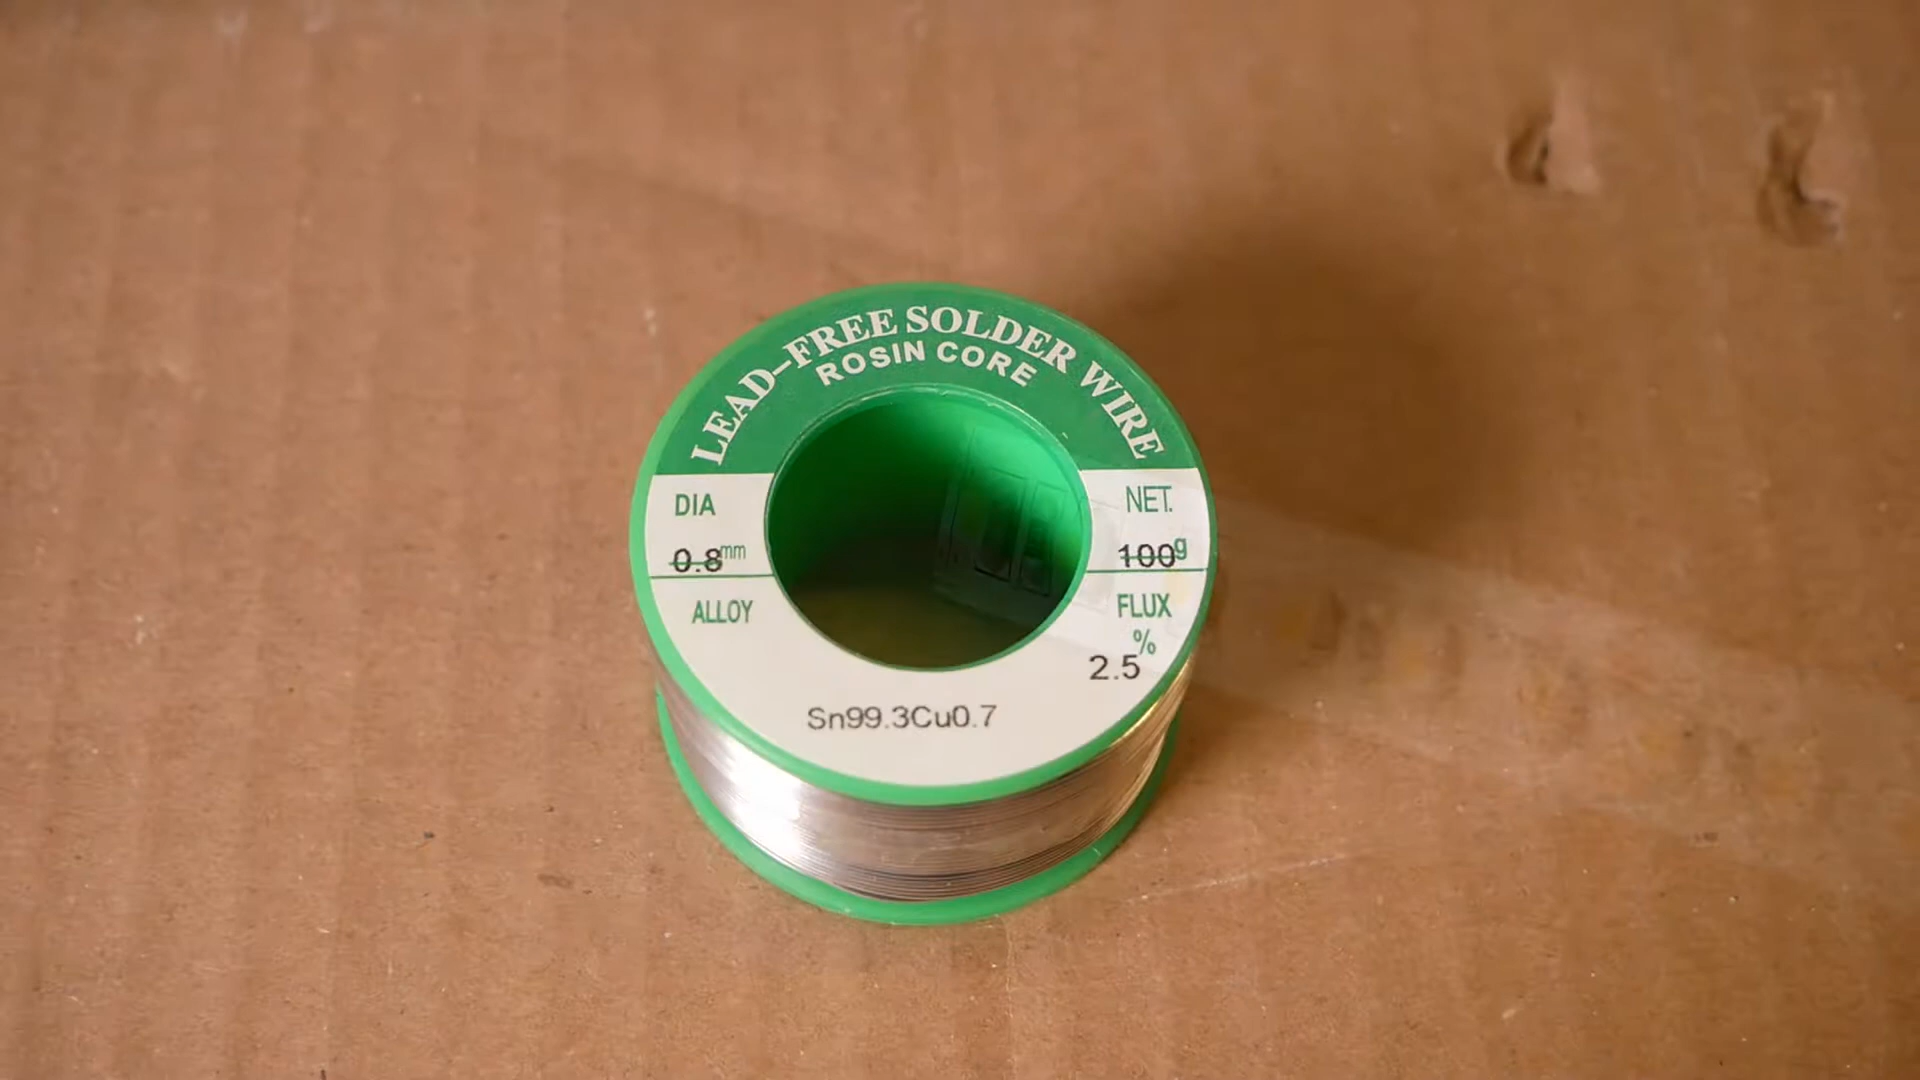 LEAD-FREE SOLDER WIRE
ROSIN CORE
DIA
0.8mm
NET.
100g
ALLOY
FLUX
%
2.5
Sn99.3Cu0.7